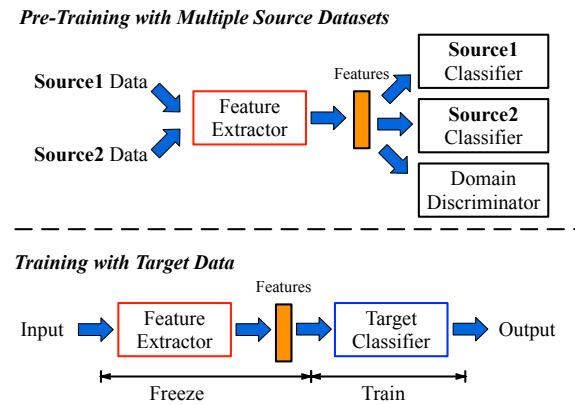 Pre-Training with Multiple Source Datasets
Source1 Data
Source2 Data
Feature
Extractor
Features
Source1
Classifier
Source2
Classifier
Domain
Discriminator
Training with Target Data
Input
Feature
Extractor
Features
Target
Classifier
Output
Freeze
Train